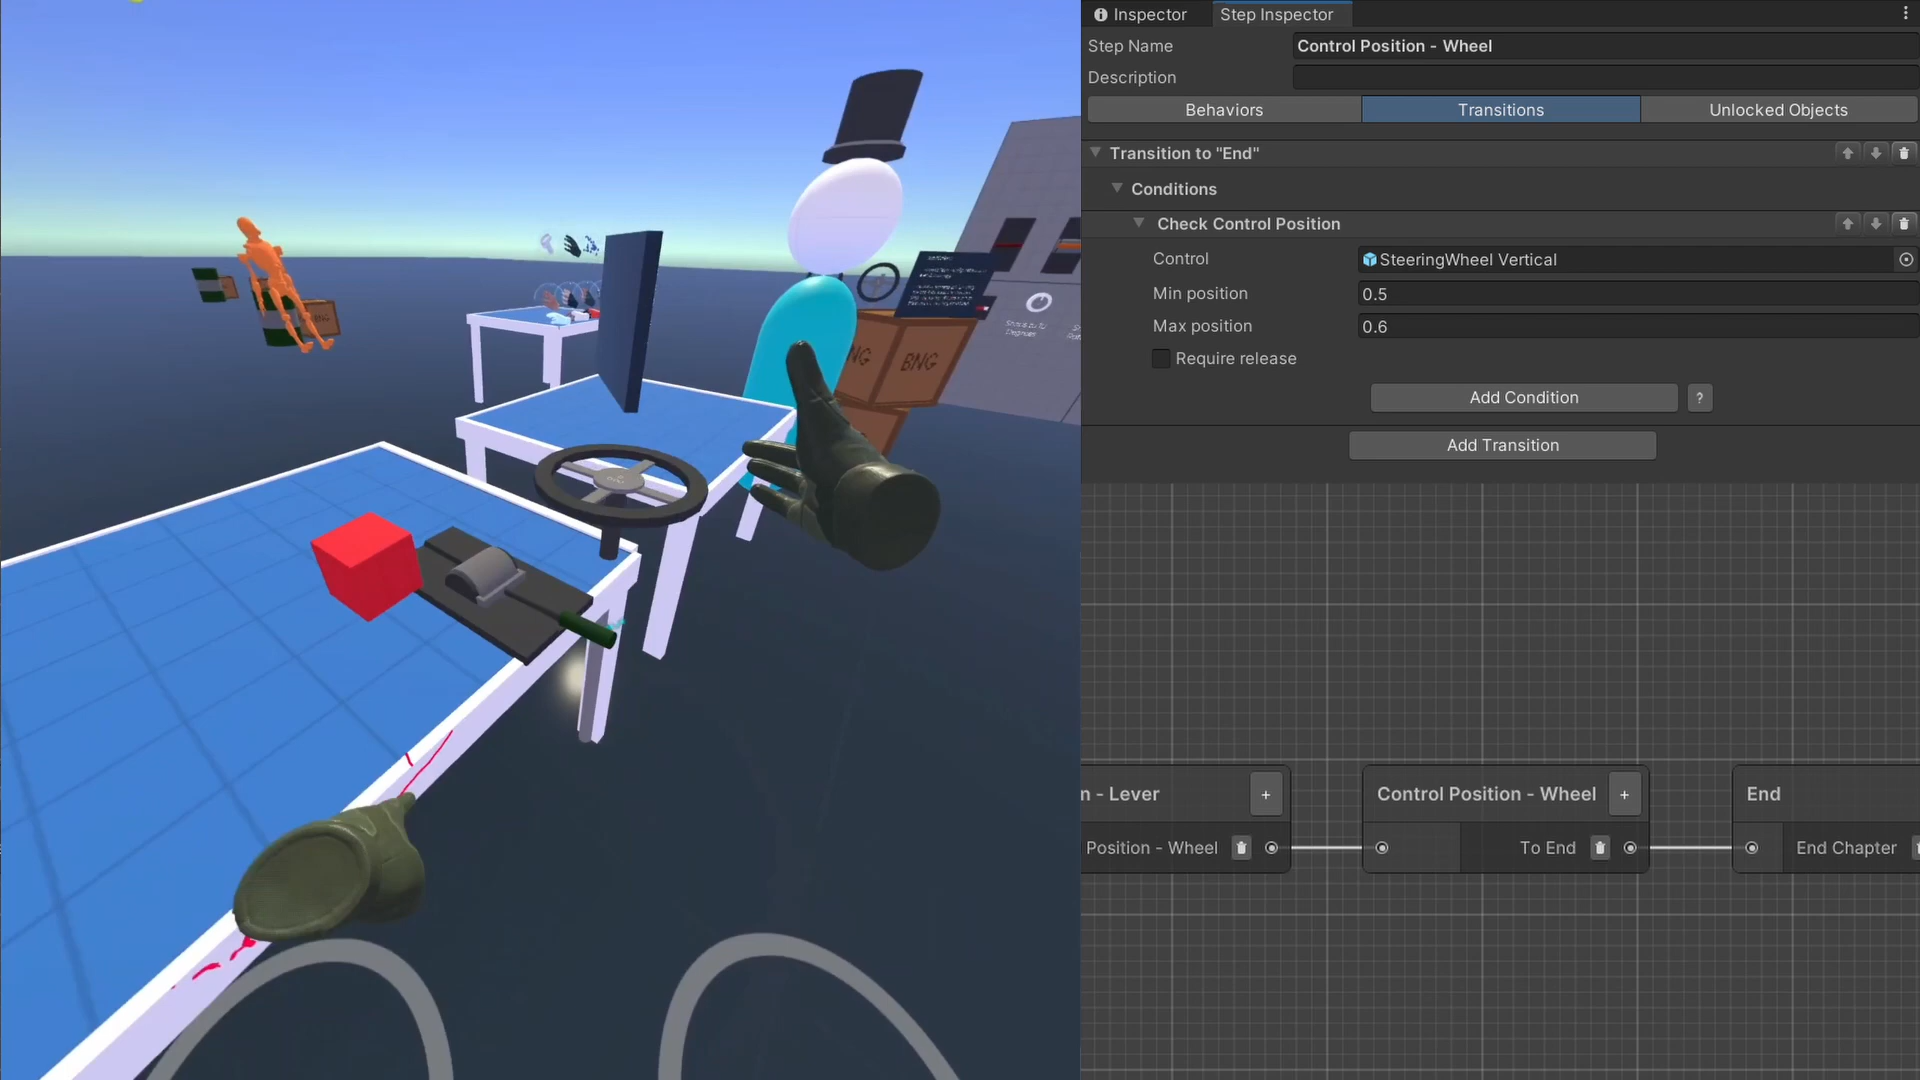 Inspector
Step Inspector
Step Name
Control Position - Wheel
Description
Behaviors
Transitions
Unlocked Objects
Transition to "End"
Conditions
Check Control Position
Control
SteeringWheel Vertical
Min position
0.5
Max position
0.6
Require release
Add Condition
?
Add Transition
n - Lever
+
Position - Wheel
Control Position - Wheel
+
To End
End
End Chapter
NG
BNG